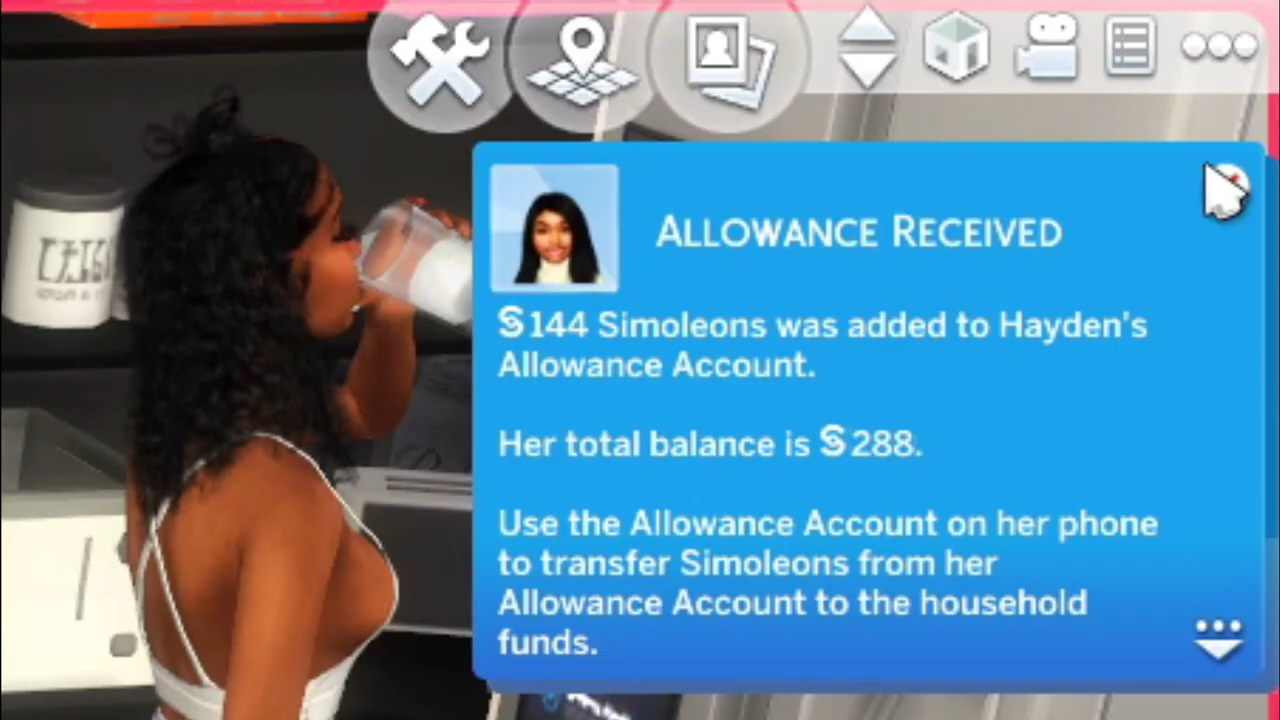 ALLOWANCE RECEIVED
§144 Simoleons was added to Hayden's
Allowance Account.
Her total balance is §288.
Use the Allowance Account on her phone
to transfer Simoleons from her
Allowance Account to the household
funds.